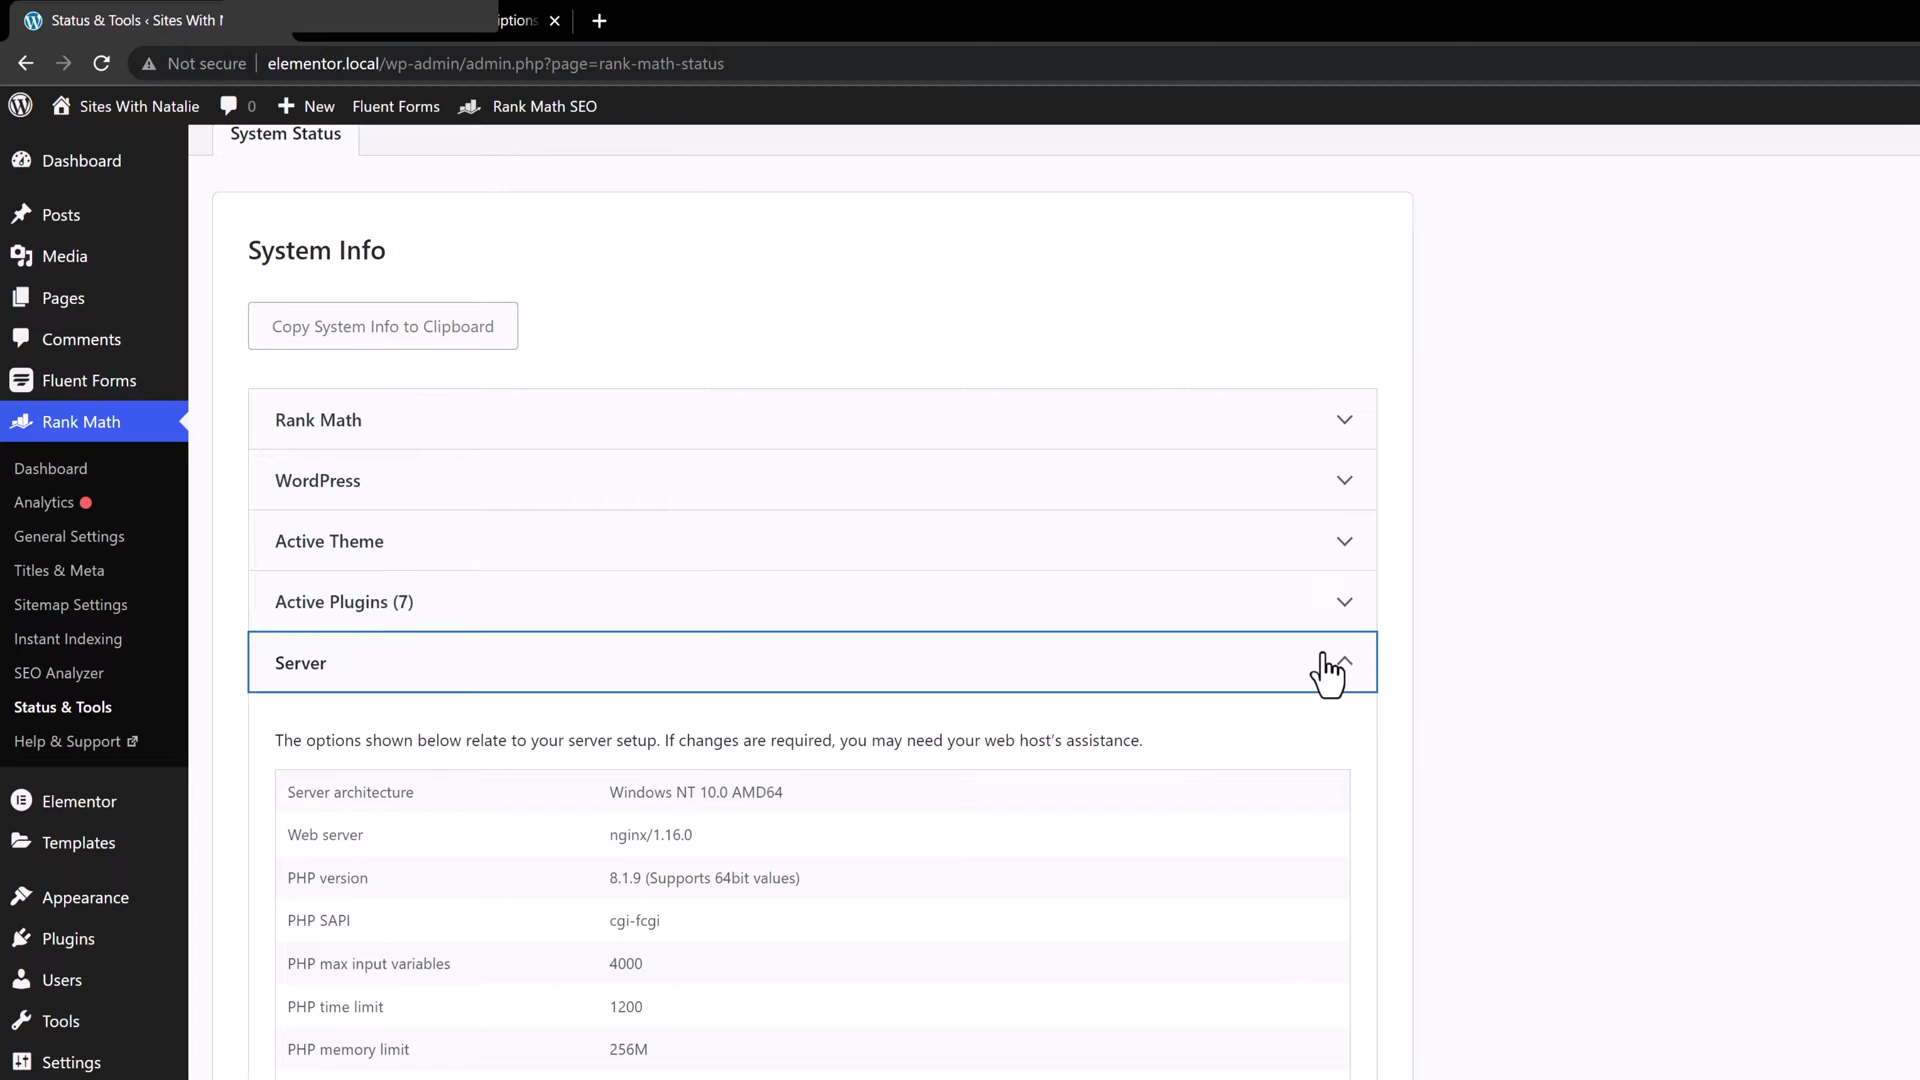 Status & Tools ‹ Sites With
iptions
Not secure
elementor.local/wp-admin/admin.php?page=rank-math-status
Sites With Natalie
0
New
Fluent Forms
Rank Math SEO
System Status
Dashboard
Posts
Media
Pages
Comments
Fluent Forms
Rank Math
Dashboard
Analytics
General Settings
Titles & Meta
Sitemap Settings
Instant Indexing
SEO Analyzer
Status & Tools
Help & Support
Elementor
Templates
Appearance
Plugins
Users
Tools
Settings
System Info
Copy System Info to Clipboard
Rank Math
WordPress
Active Theme
Active Plugins (7)
Server
The options shown below relate to your server setup. If changes are required, you may need your web host’s assistance.
Server architecture Windows NT 10.0 AMD64
Web server nginx/1.16.0
PHP version 8.1.9 (Supports 64bit values)
PHP SAPI cgi-fcgi
PHP max input variables 4000
PHP time limit 1200
PHP memory limit 256M